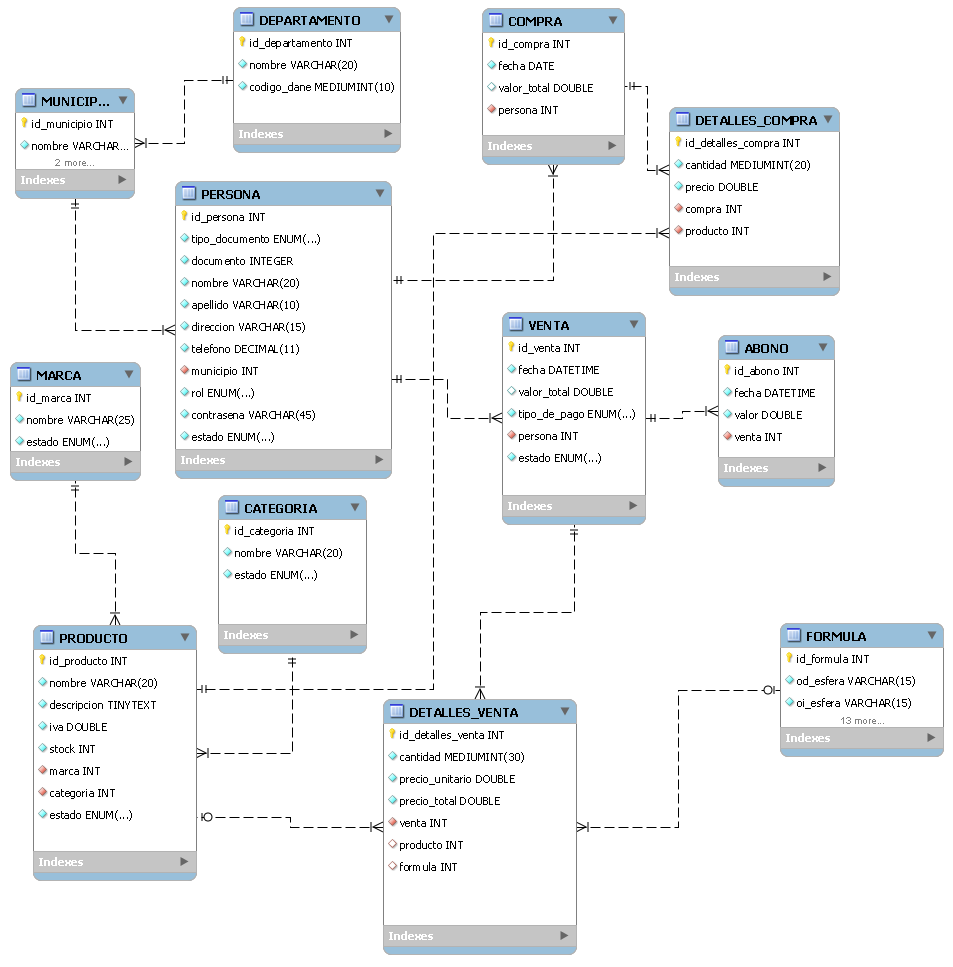 DEPARTAMENTO
id_departamento INT
nombre VARCHAR(20)
codigo_dane MEDIUMINT(10)
Indexes
COMPRA
id_compra INT
fecha DATE
valor_total DOUBLE
persona INT
Indexes
MUNICIP...
id_municipio INT
nombre VARCHAR...
2 more...
Indexes
DETALLES_COMPRA
id_detalles_compra INT
cantidad MEDIUMINT(20)
precio DOUBLE
compra INT
producto INT
Indexes
PERSONA
id_persona INT
tipo_documento ENUM(...)
documento INTEGER
nombre VARCHAR(20)
apellido VARCHAR(10)
direccion VARCHAR(15)
telefono DECIMAL(11)
municipio INT
rol ENUM(...)
contrasena VARCHAR(45)
estado ENUM(...)
Indexes
VENTA
id_venta INT
fecha DATETIME
valor_total DOUBLE
tipo_de_pago ENUM(...)
persona INT
estado ENUM(...)
Indexes
ABONO
id_abono INT
fecha DATETIME
valor DOUBLE
venta INT
Indexes
MARCA
id_marca INT
nombre VARCHAR(25)
estado ENUM(...)
Indexes
CATEGORIA
id_categoria INT
nombre VARCHAR(20)
estado ENUM(...)
Indexes
PRODUCTO
id_producto INT
nombre VARCHAR(20)
descripcion TINYTEXT
iva DOUBLE
stock INT
marca INT
categoria INT
estado ENUM(...)
Indexes
DETALLES_VENTA
id_detalles_venta INT
cantidad MEDIUMINT(30)
precio_unitario DOUBLE
precio_total DOUBLE
venta INT
producto INT
formula INT
Indexes
FORMULA
id_formula INT
od_esfera VARCHAR(15)
oi_esfera VARCHAR(15)
13 more...
Indexes